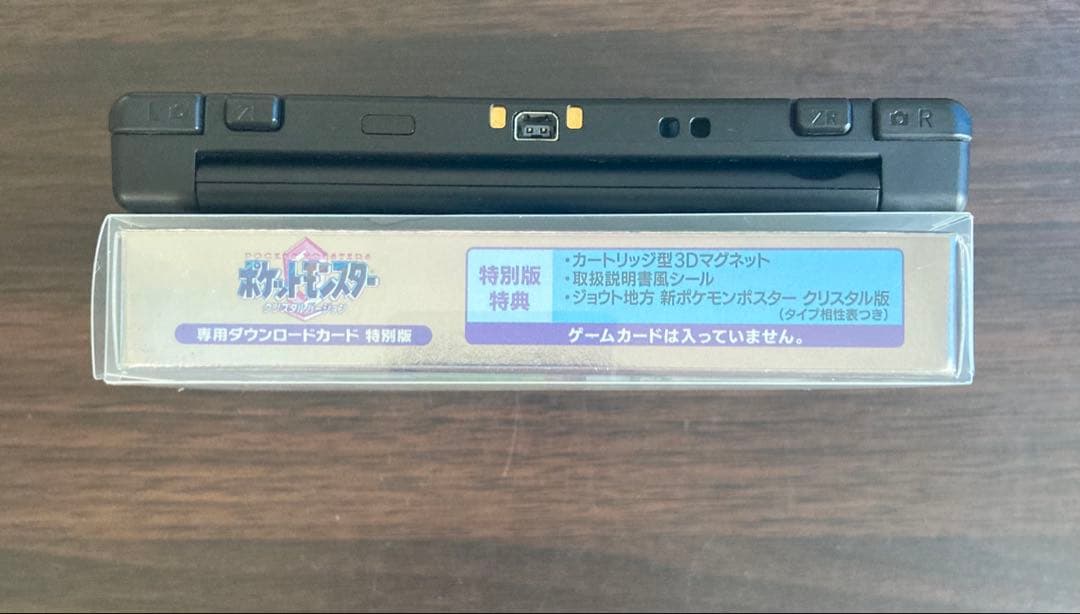 L
ZL
ZR
R
POCKET MONSTERS
ポケットモンスター
クリスタルバージョン
専用ダウンロードカード 特別版
特別版
特典
・カートリッジ型3Dマグネット
・取扱説明書風シール
・ジョウト地方 新ポケモンポスター クリスタル版
(タイプ相性表つき)
ゲームカードは入っていません。